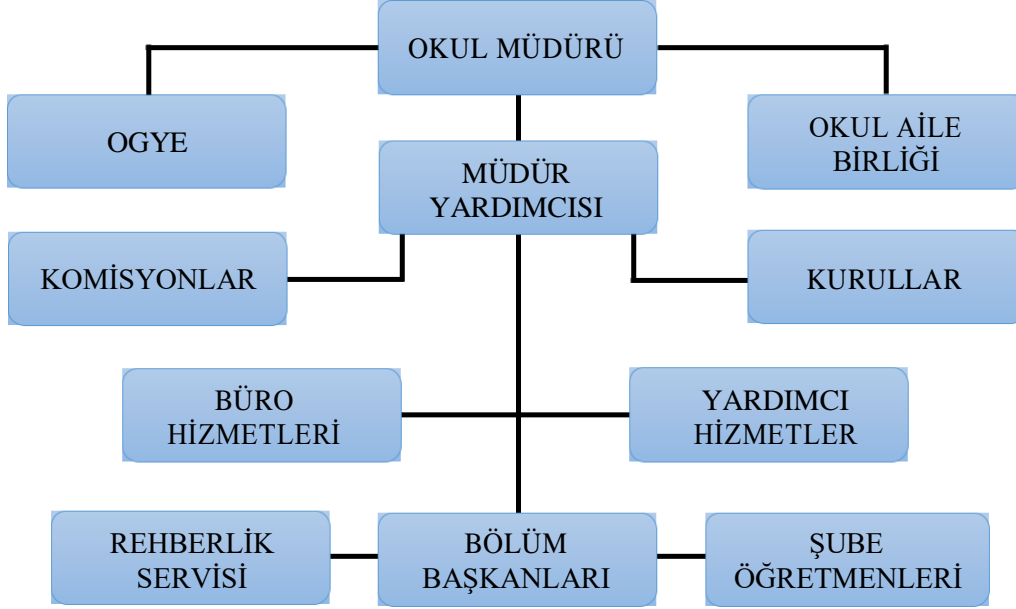 OKUL MÜDÜRÜ
OGYE
OKUL AİLE
BİRLİĞİ
MÜDÜR
YARDIMCISI
KOMİSYONLAR
KURULLAR
BÜRO
HİZMETLERİ
YARDIMCI
HİZMETLER
REHBERLİK
SERVİSİ
BÖLÜM
BAŞKANLARI
ŞUBE
ÖĞRETMENLERİ